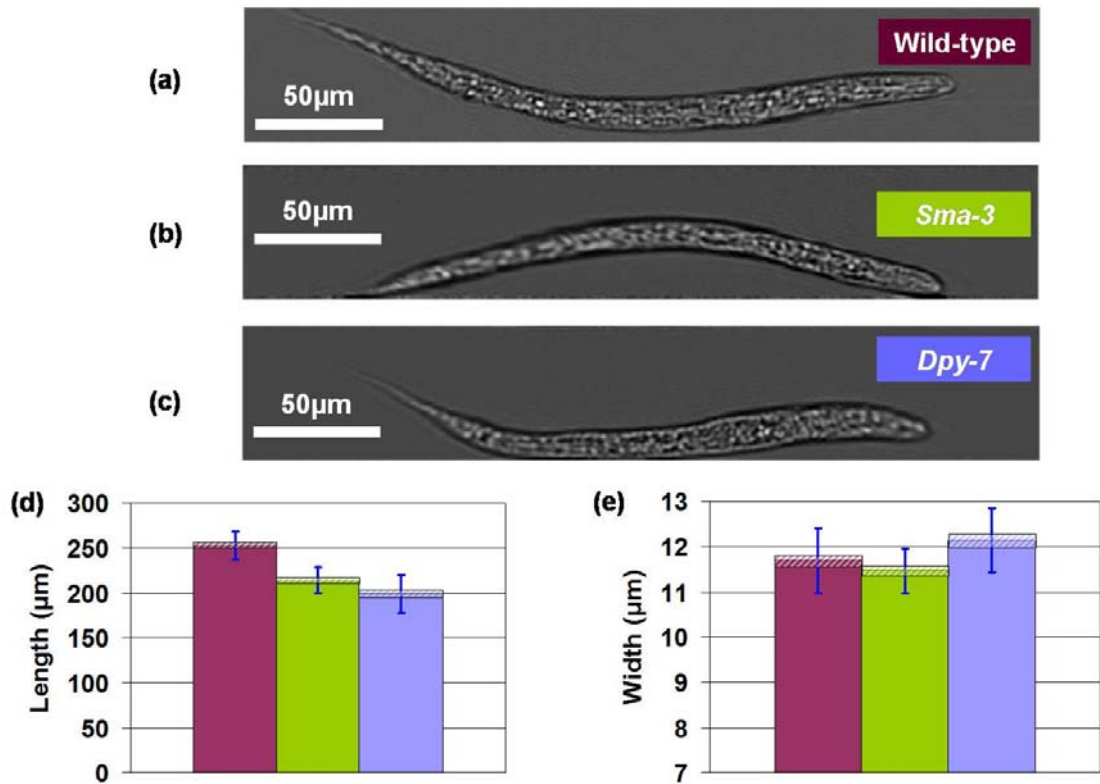 (a)
Wild-type
50µm
(b)
50µm
Sma-3
(c)
50µm
Dpy-7
(d)
Length (µm)
300
250
200
150
100
50
0
(e)
Width (µm)
13
12
11
10
9
8
7